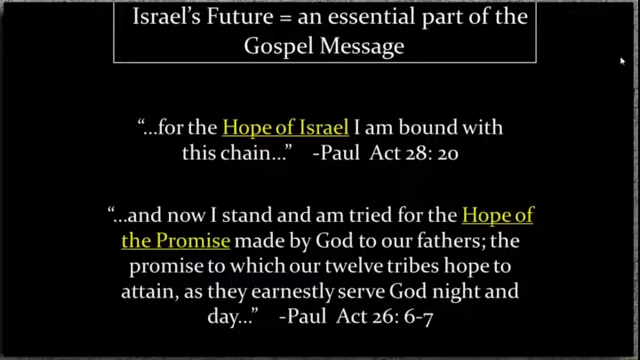 Israel's Future = an essential part of the
Gospel Message
“...for the Hope of Israel I am bound with
this chain...” -Paul Act 28: 20
“...and now I stand and am tried for the Hope of
the Promise made by God to our fathers; the
promise to which our twelve tribes hope to
attain, as they earnestly serve God night and
day...” -Paul Act 26: 6-7